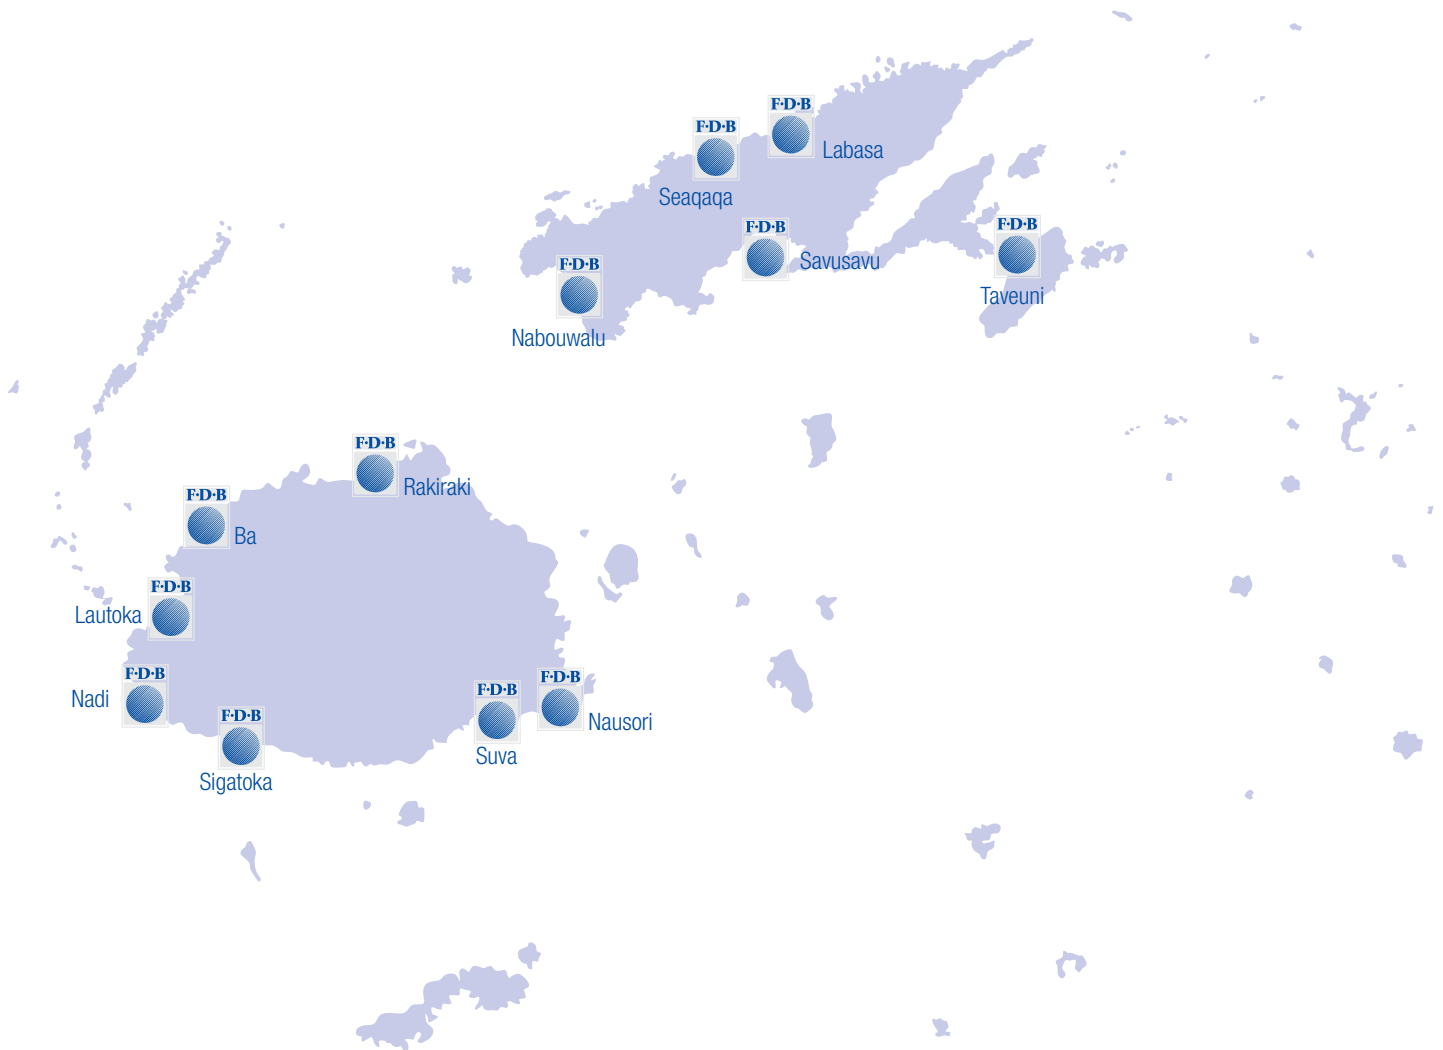 F·D·B
Labasa
F·D·B
Seaqaqa
F·D·B
Savusavu
F·D·B
Taveuni
F·D·B
Nabouwalu
F·D·B
Rakiraki
F·D·B
Ba
F·D·B
Lautoka
F·D·B
Nadi
F·D·B
Sigatoka
F·D·B
Suva
F·D·B
Nausori